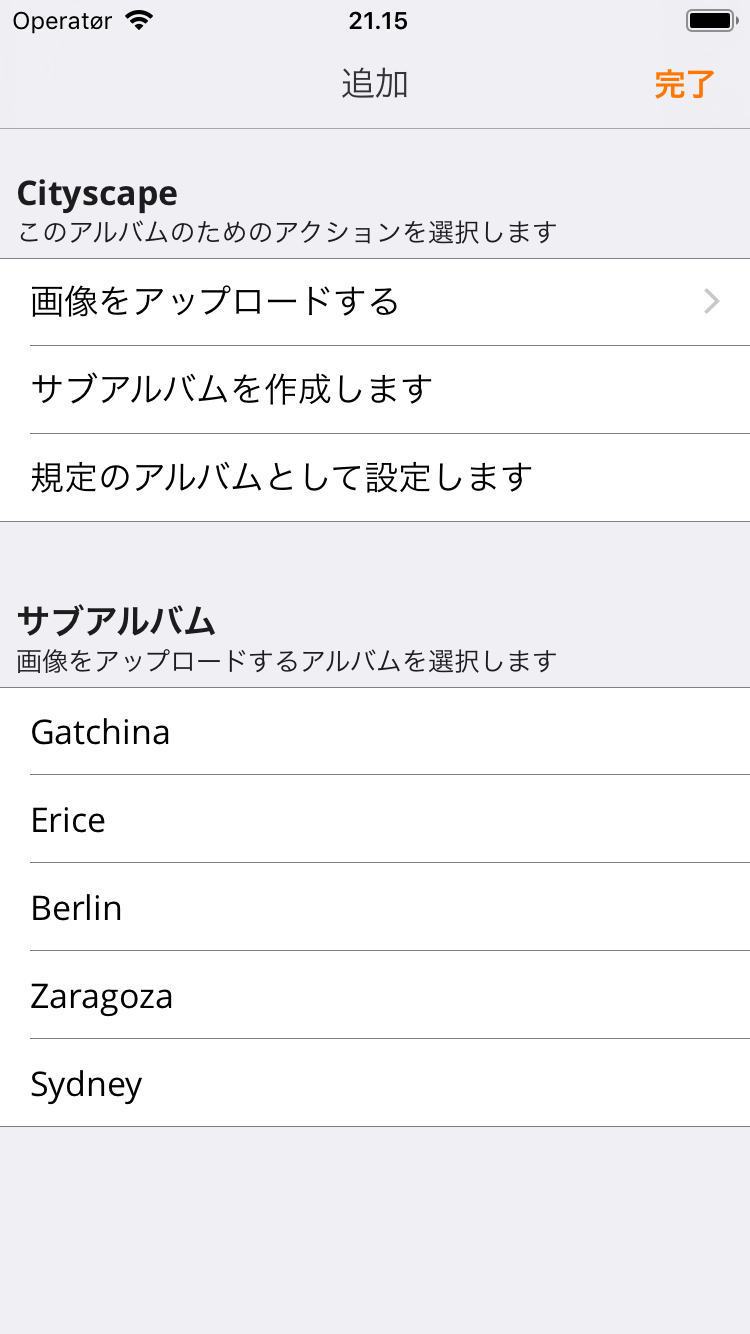 Operatør 21.15
追加 完了
Cityscape
このアルバムのためのアクションを選択します
画像をアップロードする
サブアルバムを作成します
規定のアルバムとして設定します
サブアルバム
画像をアップロードするアルバムを選択します
Gatchina
Erice
Berlin
Zaragoza
Sydney